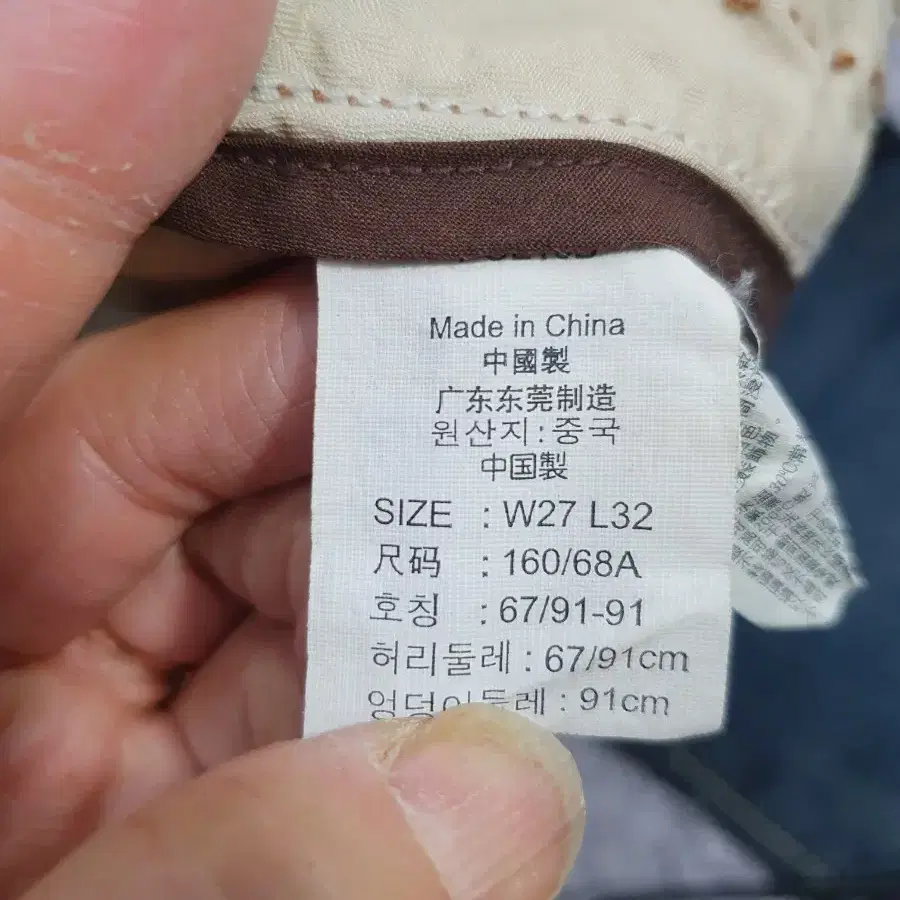 Made in China
中國製
广东东莞制造
원산지: 중국
中国製
SIZE : W27 L32
尺码 : 160/68A
호칭 : 67/91-91
허리둘레 : 67/91cm
엉덩이둘레 : 91cm